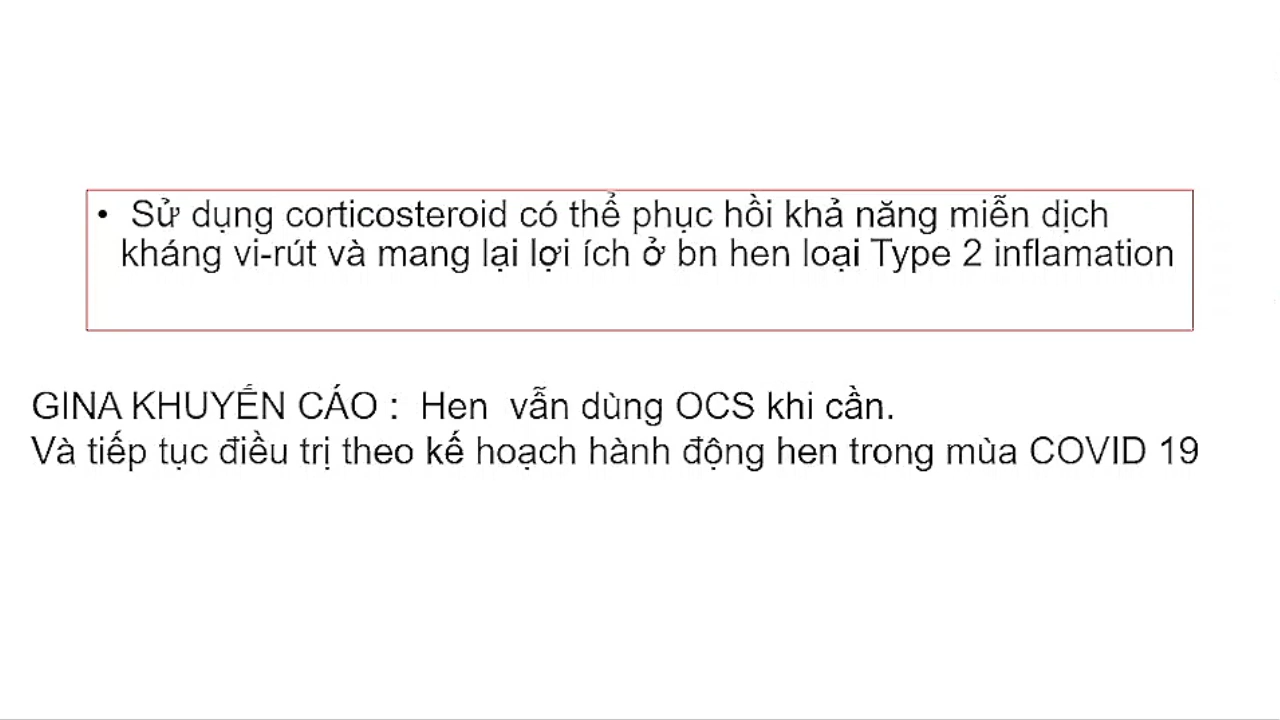 • Sử dụng corticosteroid có thể phục hồi khả năng miễn dịch
kháng vi-rút và mang lại lợi ích ở bn hen loại Type 2 inflamation
GINA KHUYẾN CÁO : Hen vẫn dùng OCS khi cần.
Và tiếp tục điều trị theo kế hoạch hành động hen trong mùa COVID 19